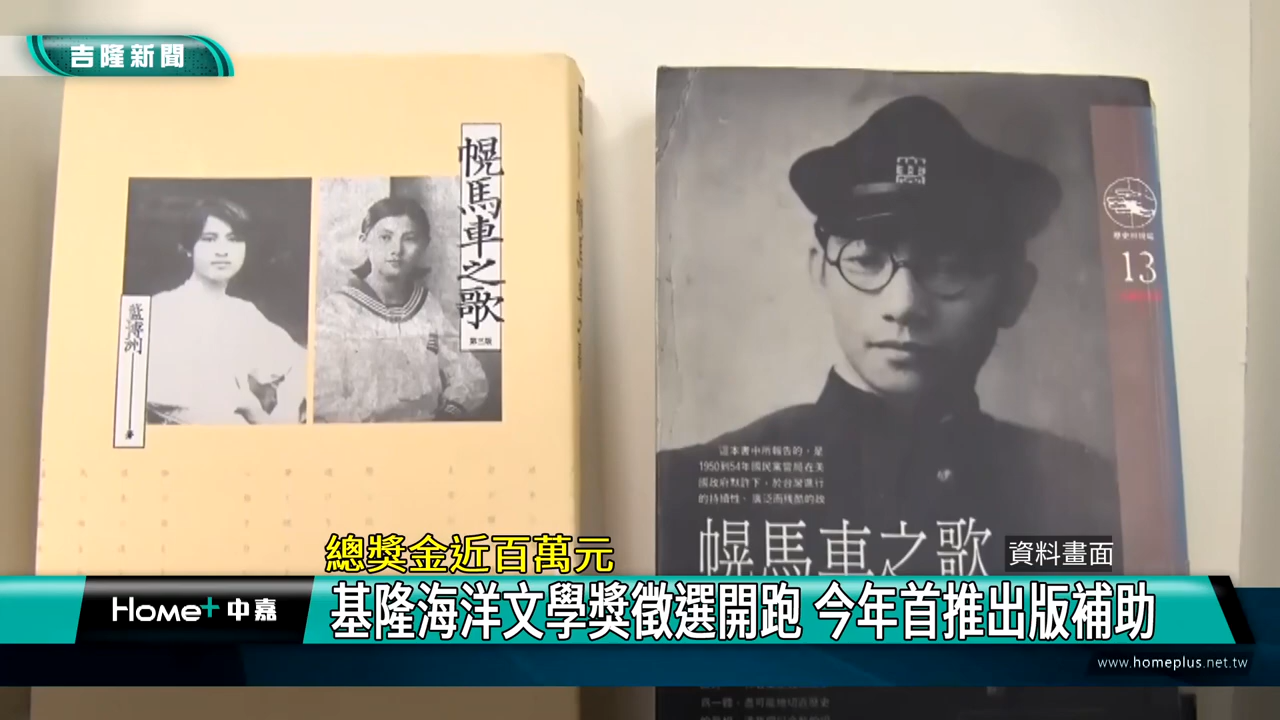 吉隆新聞
幌馬車之歌
第三版
藍博洲
13
這本書中所報告的，是
1950到54年國民黨當局在美
國政府默許下，於台灣進行
的持續性、廣泛而殘酷的政
幌馬車之歌
總獎金近百萬元
資料畫面
Home+中嘉
基隆海洋文學獎徵選開跑 今年首推出版補助
www.homeplus.net.tw